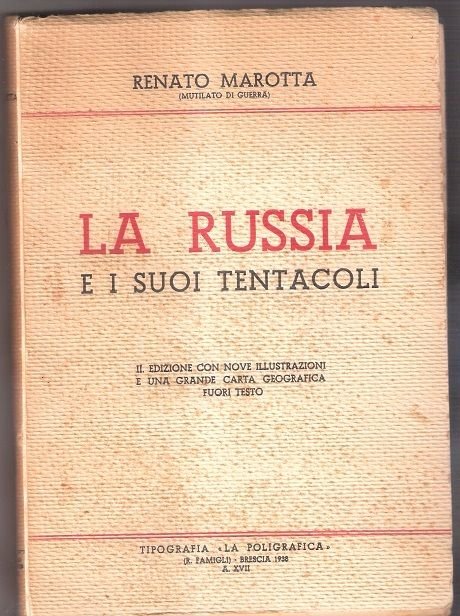 RENATO MAROTTA
(MUTILATO DI GUERRA)
LA RUSSIA
E I SUOI TENTACOLI
II. EDIZIONE CON NOVE ILLUSTRAZIONI
E UNA GRANDE CARTA GEOGRAFICA
FUORI TESTO
TIPOGRAFIA «LA POLIGRAFICA»
(R. FAMIGLI) - BRESCIA 1938
A. XVII